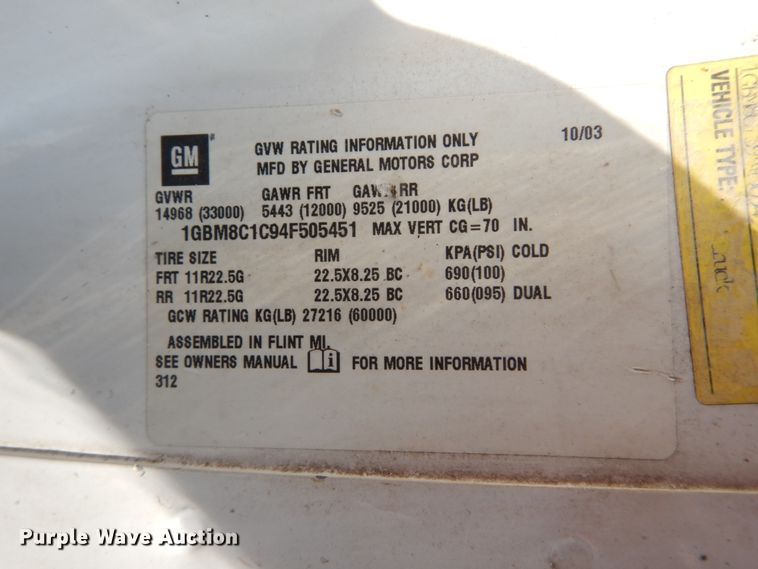 GM
GVW RATING INFORMATION ONLY 10/03
MFD BY GENERAL MOTORS CORP
GVWR GAWR FRT RR
14968 (33000) 5443 (12000) 9525 (21000) KG(LB)
1GBM8C1C94F505451 MAX VERT CG=70 IN.
TIRE SIZE RIM KPA(PSI) COLD
FRT 11R22.5G 22.5X8.25 BC 690(100)
RR 11R22.5G 22.5X8.25 BC 660(095) DUAL
GCW RATING KG(LB) 27216 (60000)
ASSEMBLED IN FLINT MI.
SEE OWNERS MANUAL i FOR MORE INFORMATION
312
VEHICLE TYPE:
Purple Wave Auction